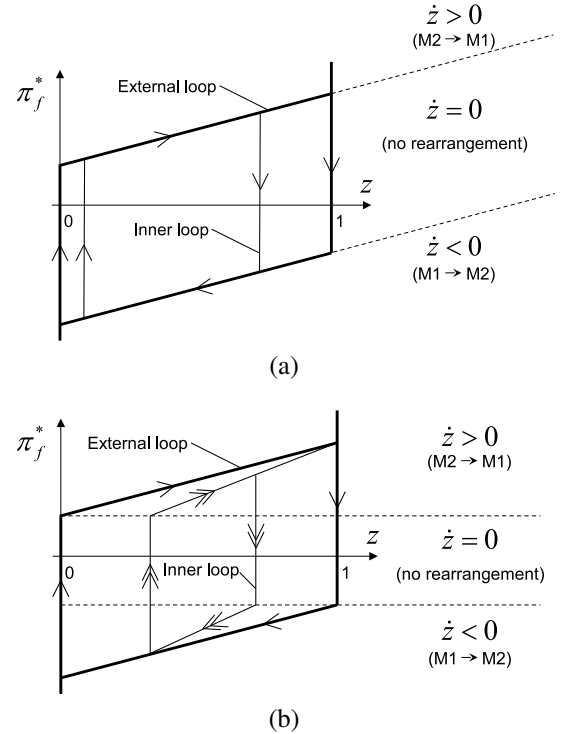 ż > 0
(M2 → M1)
π*f
External loop
ż = 0
(no rearrangement)
z
0
1
Inner loop
ż < 0
(M1 → M2)
(a)
π*f
External loop
ż > 0
(M2 → M1)
z
ż = 0
0
Inner loop
1
(no rearrangement)
ż < 0
(M1 → M2)
(b)